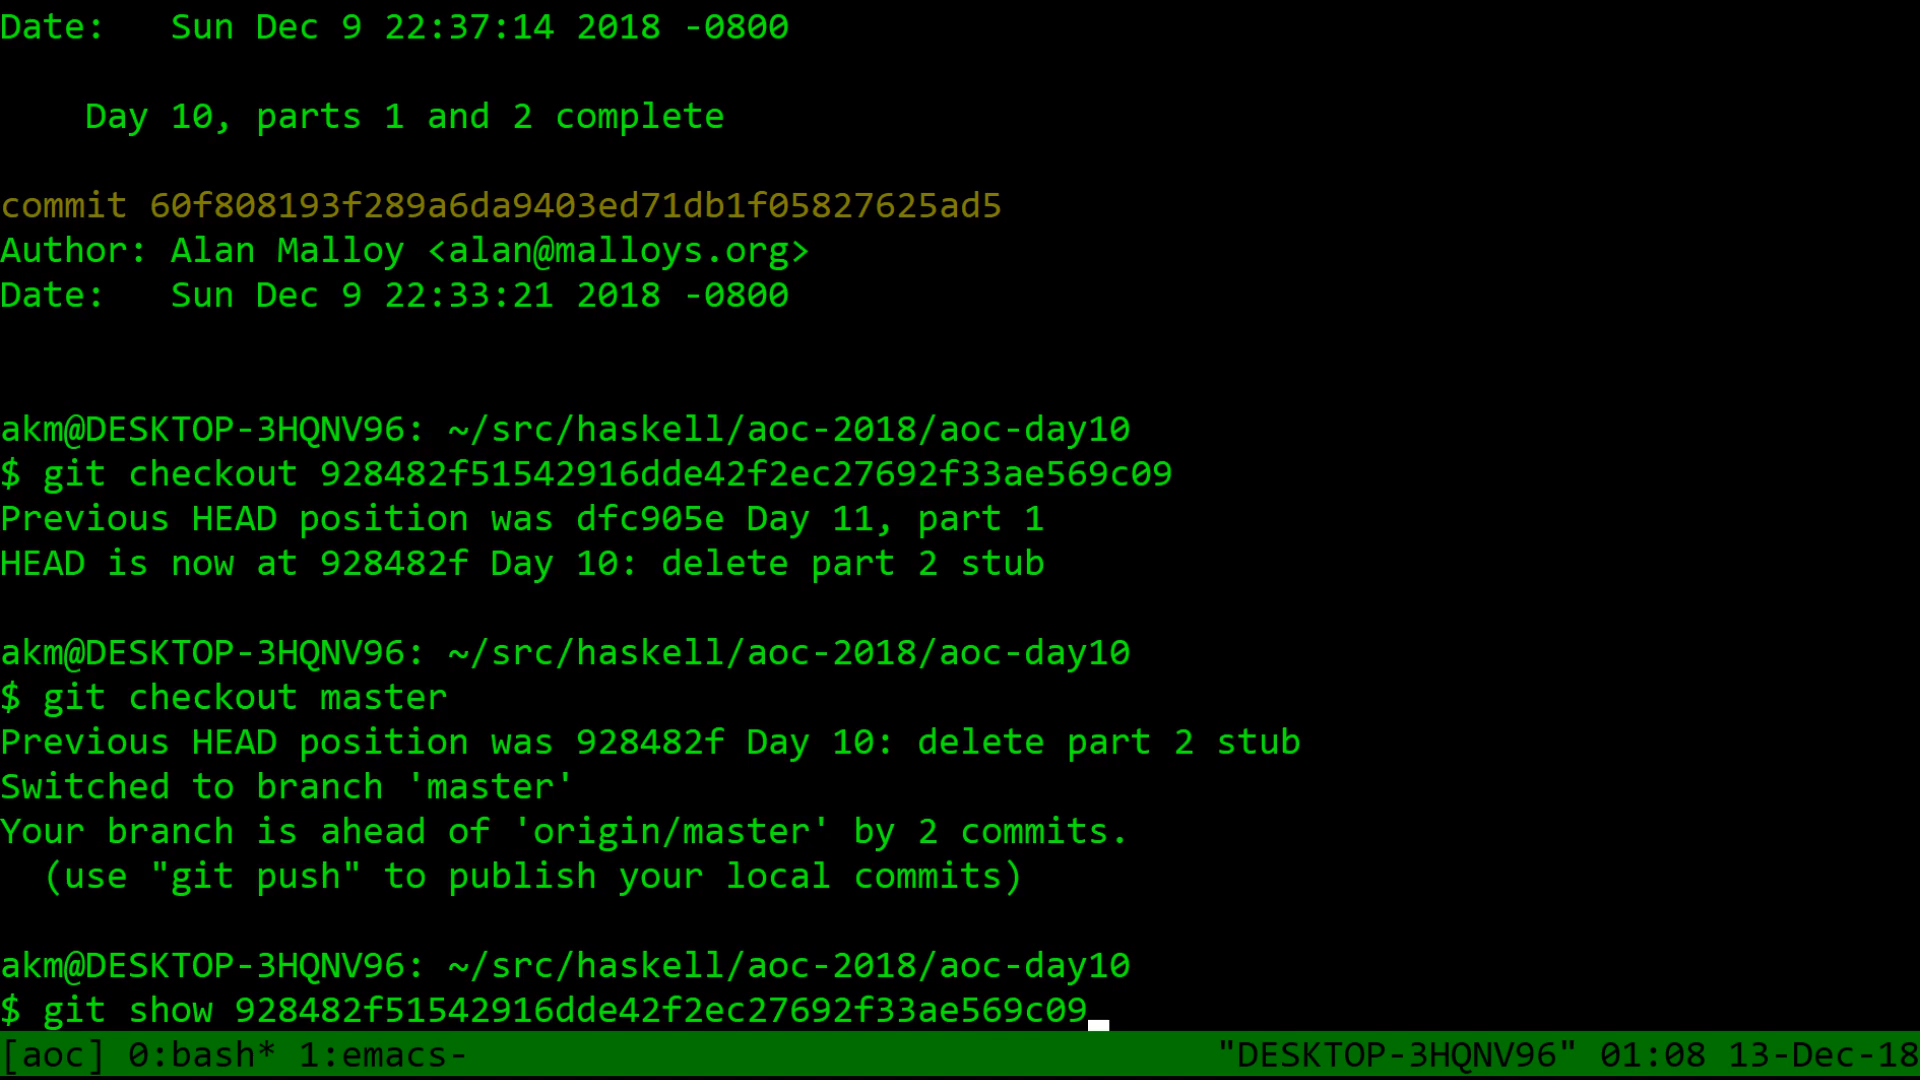 Date:   Sun Dec 9 22:37:14 2018 -0800
    Day 10, parts 1 and 2 complete
commit 60f808193f289a6da9403ed71db1f05827625ad5
Author: Alan Malloy <alan@malloys.org>
Date:   Sun Dec 9 22:33:21 2018 -0800
akm@DESKTOP-3HQNV96: ~/src/haskell/aoc-2018/aoc-day10
$ git checkout 928482f51542916dde42f2ec27692f33ae569c09
Previous HEAD position was dfc905e Day 11, part 1
HEAD is now at 928482f Day 10: delete part 2 stub
akm@DESKTOP-3HQNV96: ~/src/haskell/aoc-2018/aoc-day10
$ git checkout master
Previous HEAD position was 928482f Day 10: delete part 2 stub
Switched to branch 'master'
Your branch is ahead of 'origin/master' by 2 commits.
  (use "git push" to publish your local commits)
akm@DESKTOP-3HQNV96: ~/src/haskell/aoc-2018/aoc-day10
$ git show 928482f51542916dde42f2ec27692f33ae569c09
[aoc] 0:bash* 1:emacs- "DESKTOP-3HQNV96" 01:08 13-Dec-18